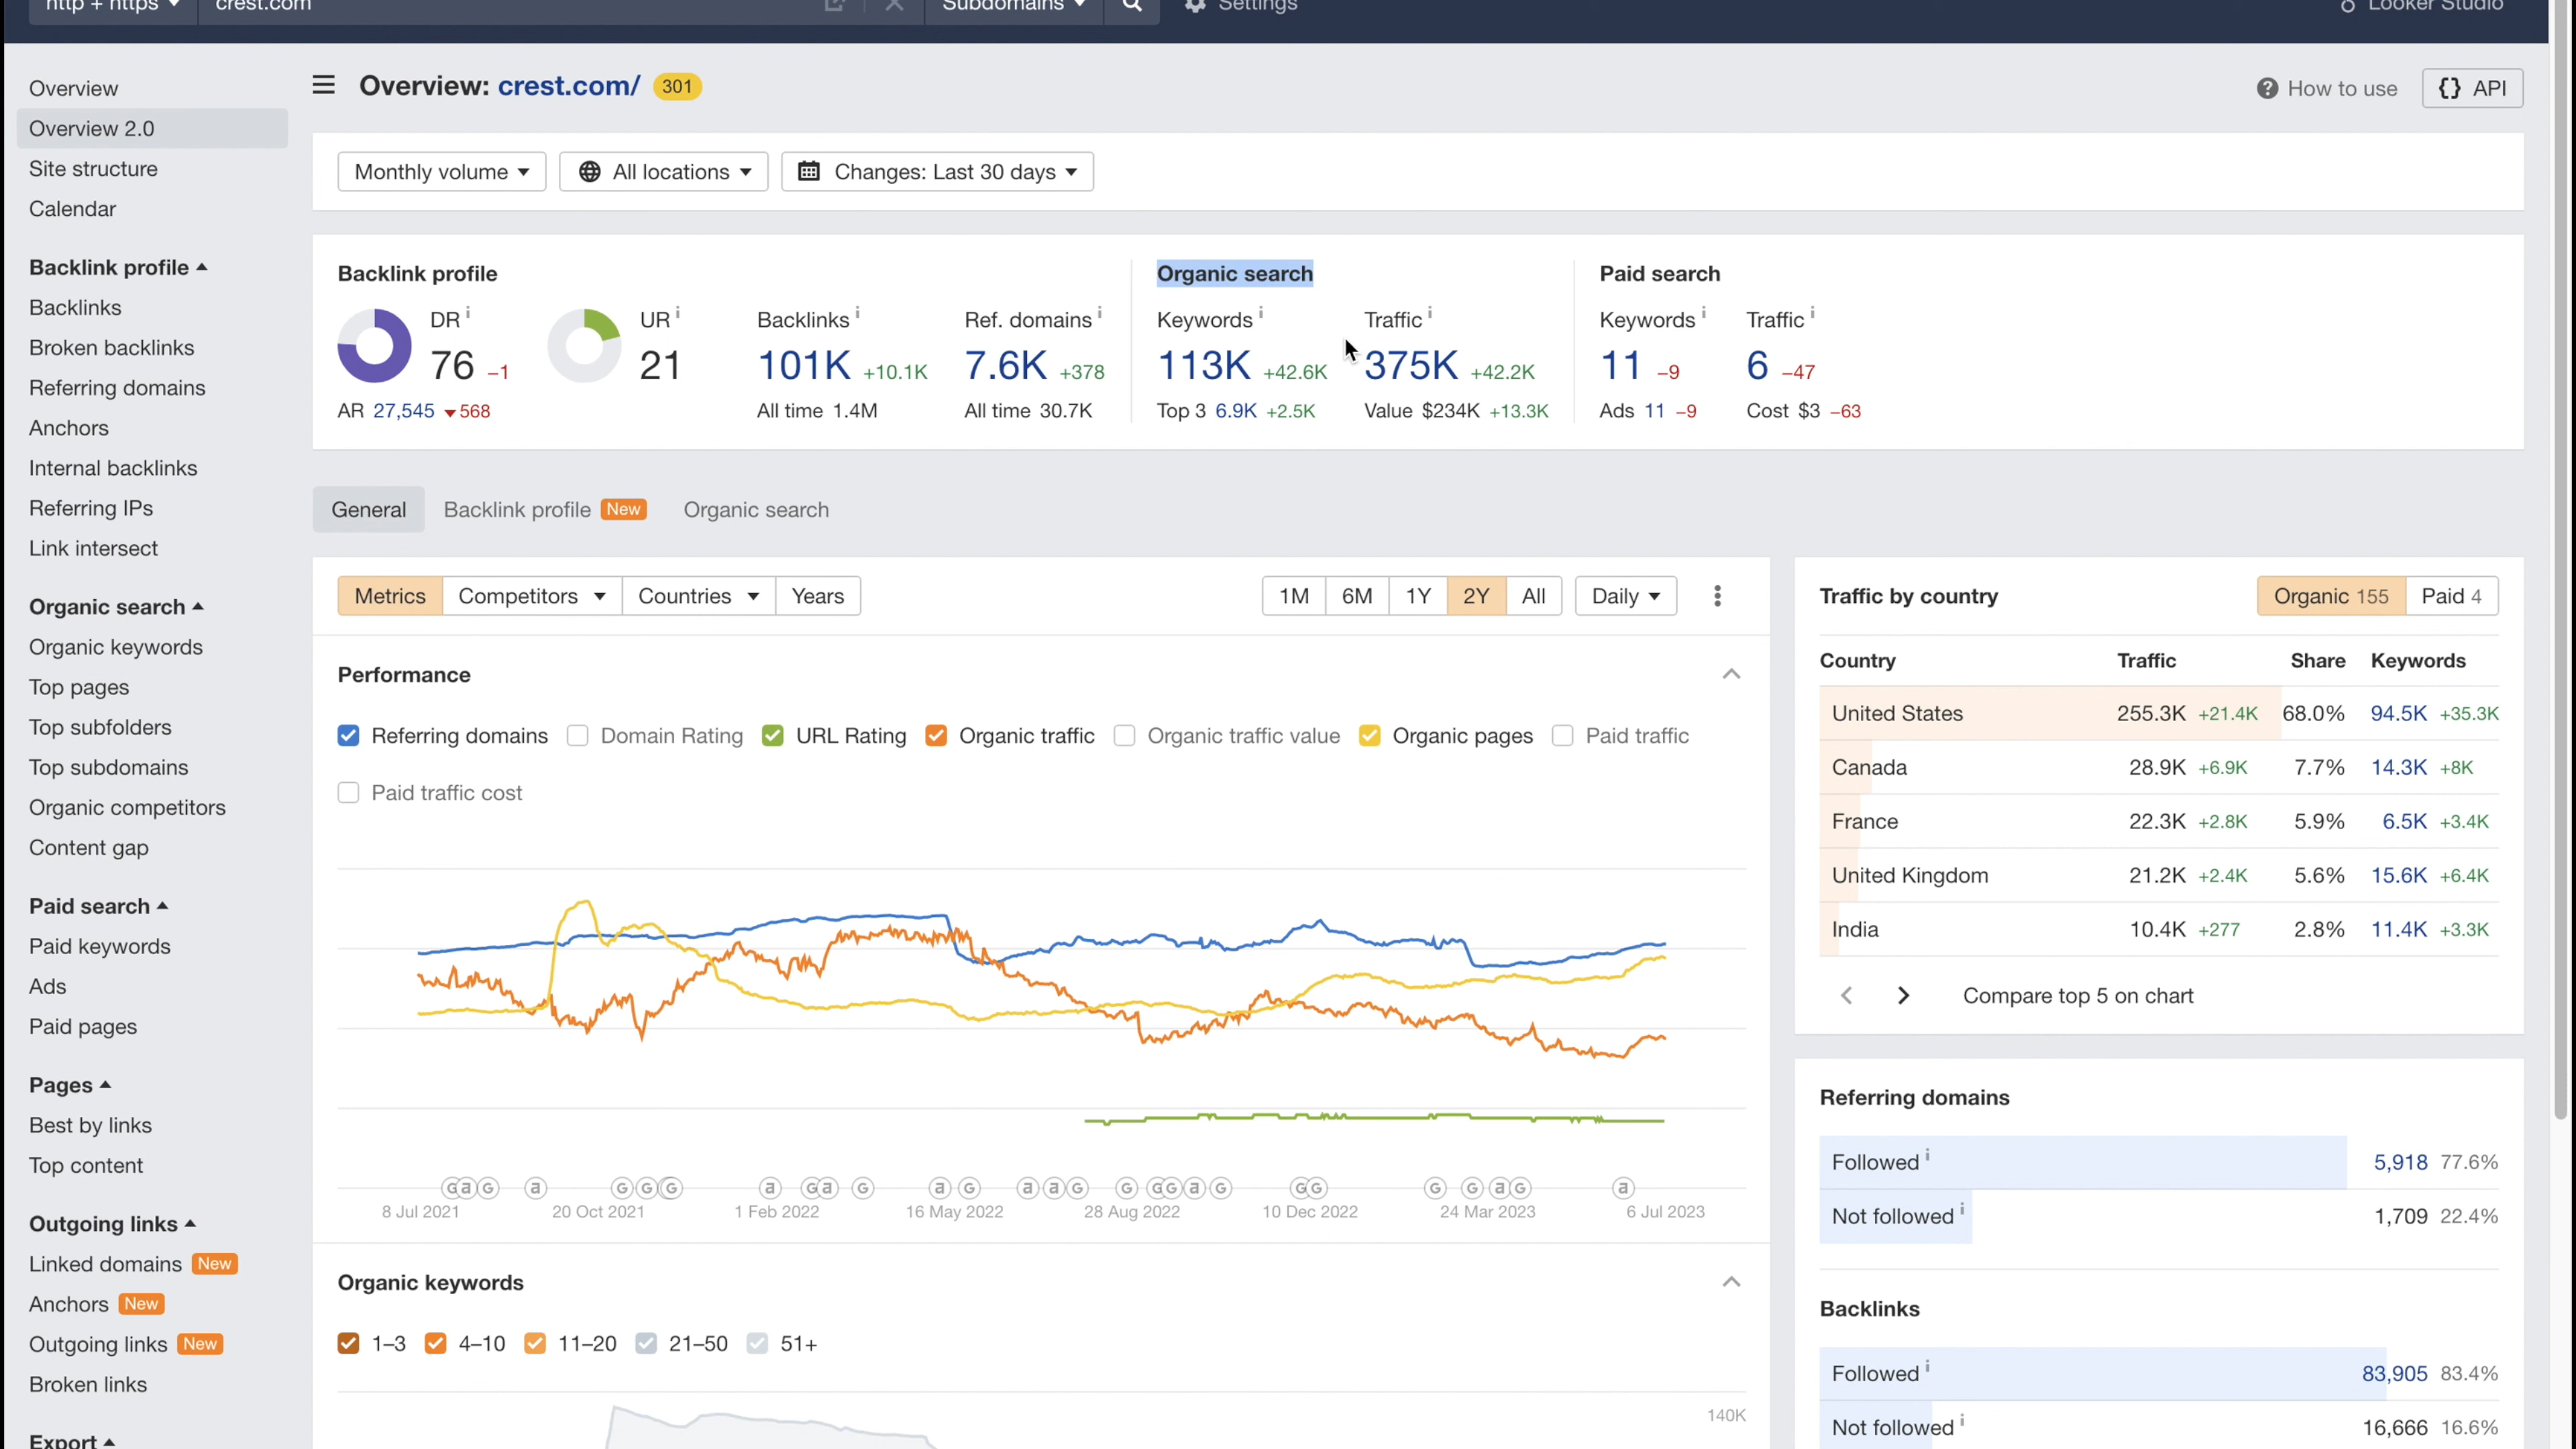 http + https crest.com Subdomains Settings Looker Studio
Overview
Overview 2.0
Site structure
Calendar
Backlink profile
Backlinks
Broken backlinks
Referring domains
Anchors
Internal backlinks
Referring IPs
Link intersect
Organic search
Organic keywords
Top pages
Top subfolders
Top subdomains
Organic competitors
Content gap
Paid search
Paid keywords
Ads
Paid pages
Pages
Best by links
Top content
Outgoing links
Linked domains New
Anchors New
Outgoing links New
Broken links
Export
Overview: crest.com/ 301
How to use {} API
Monthly volume All locations Changes: Last 30 days
Backlink profile
DR i UR i Backlinks i Ref. domains i
76 -1 21 101K +10.1K 7.6K +378
AR 27,545 568 All time 1.4M All time 30.7K
Organic search
Keywords i Traffic i
113K +42.6K 375K +42.2K
Top 3 6.9K +2.5K Value $234K +13.3K
Paid search
Keywords i Traffic i
11 -9 6 -47
Ads 11 -9 Cost $3 -63
General Backlink profile New Organic search
Metrics Competitors Countries Years 1M 6M 1Y 2Y All Daily
Performance
Referring domains Domain Rating URL Rating Organic traffic Organic traffic value Organic pages Paid traffic
Paid traffic cost
G a G a G G G G a G a G a G a a G G G G a G G G G G a G a
8 Jul 2021 20 Oct 2021 1 Feb 2022 16 May 2022 28 Aug 2022 10 Dec 2022 24 Mar 2023 6 Jul 2023
Organic keywords
1–3 4–10 11–20 21–50 51+
140K
Traffic by country Organic 155 Paid 4
Country Traffic Share Keywords
United States 255.3K +21.4K 68.0% 94.5K +35.3K
Canada 28.9K +6.9K 7.7% 14.3K +8K
France 22.3K +2.8K 5.9% 6.5K +3.4K
United Kingdom 21.2K +2.4K 5.6% 15.6K +6.4K
India 10.4K +277 2.8% 11.4K +3.3K
Compare top 5 on chart
Referring domains
Followed i 5,918 77.6%
Not followed i 1,709 22.4%
Backlinks
Followed i 83,905 83.4%
Not followed i 16,666 16.6%